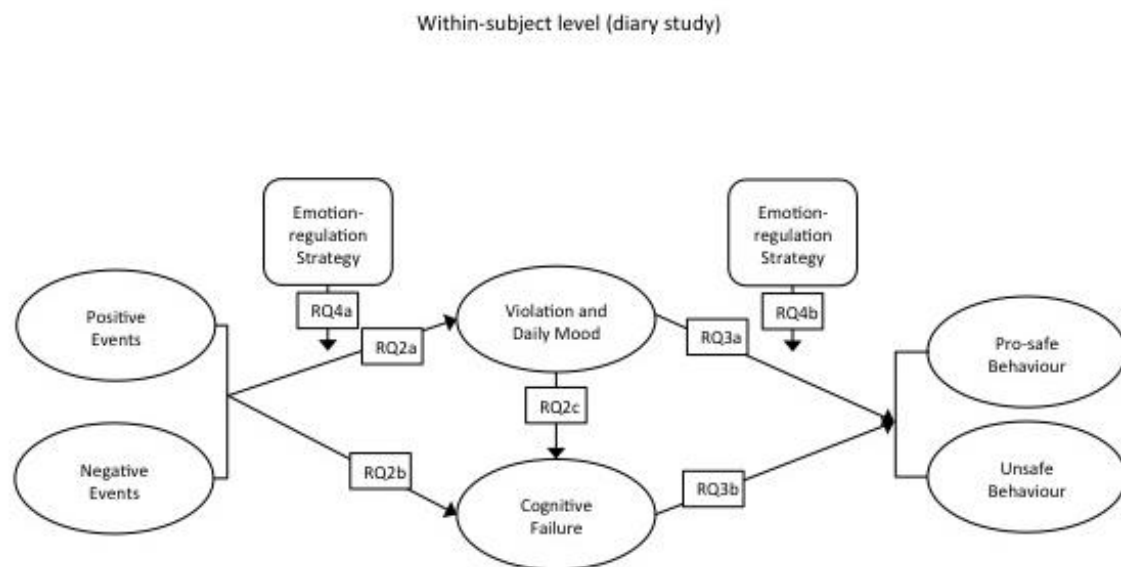 Within-subject level (diary study)
Emotion-
regulation
Strategy
Emotion-
regulation
Strategy
RQ4a
RQ4b
Positive
Events
Violation and
Daily Mood
Pro-safe
Behaviour
RQ2a
RQ3a
RQ2c
Negative
Events
RQ2b
Cognitive
Failure
RQ3b
Unsafe
Behaviour